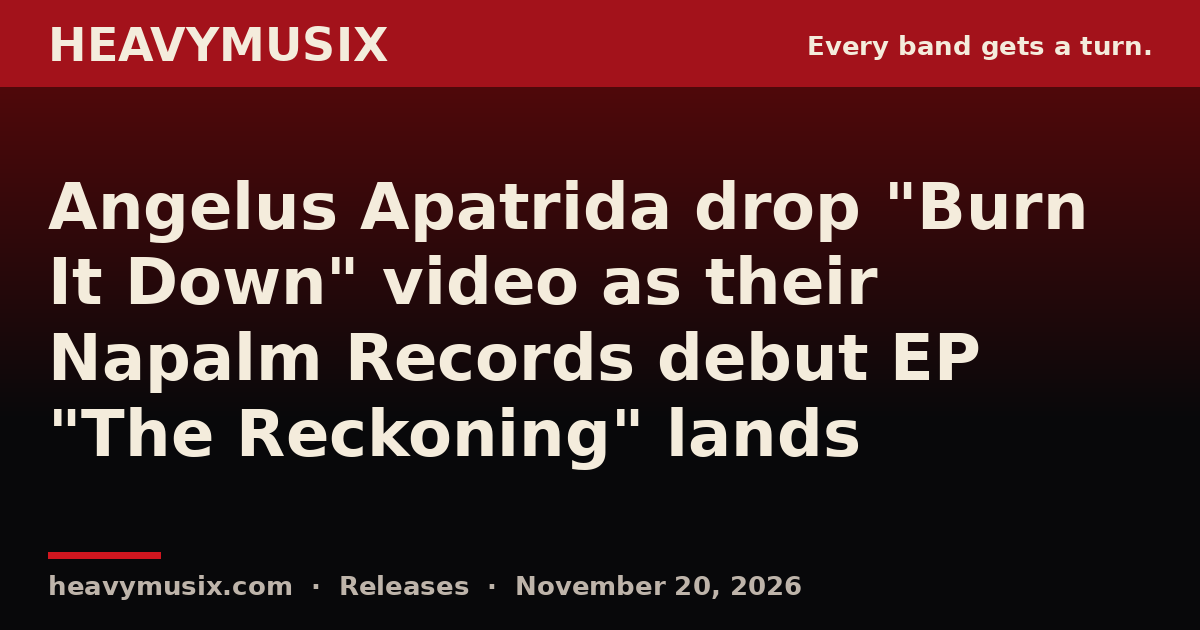 HEAVYMUSIX
Every band gets a turn.
Angelus Apatrida drop "Burn
It Down" video as their
Napalm Records debut EP
"The Reckoning" lands
heavymusix.com · Releases · November 20, 2026